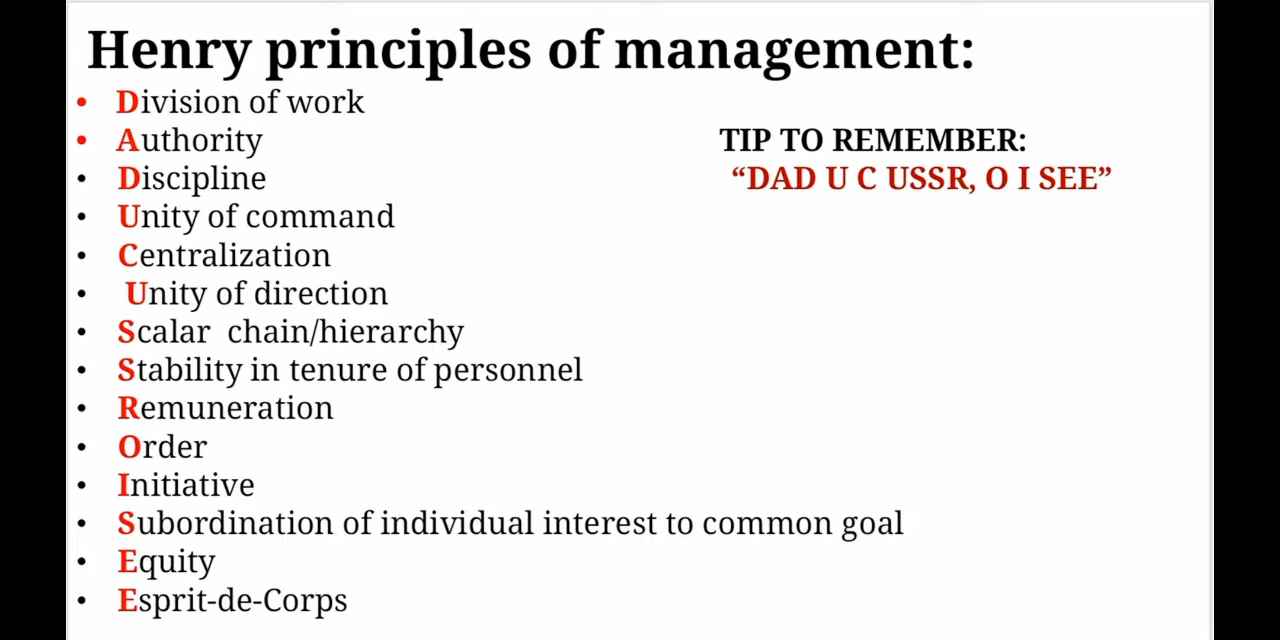 Henry principles of management:
• Division of work
• Authority
• Discipline
• Unity of command
• Centralization
• Unity of direction
• Scalar chain/hierarchy
• Stability in tenure of personnel
• Remuneration
• Order
• Initiative
• Subordination of individual interest to common goal
• Equity
• Esprit-de-Corps
TIP TO REMEMBER:
“DAD U C USSR, O I SEE”